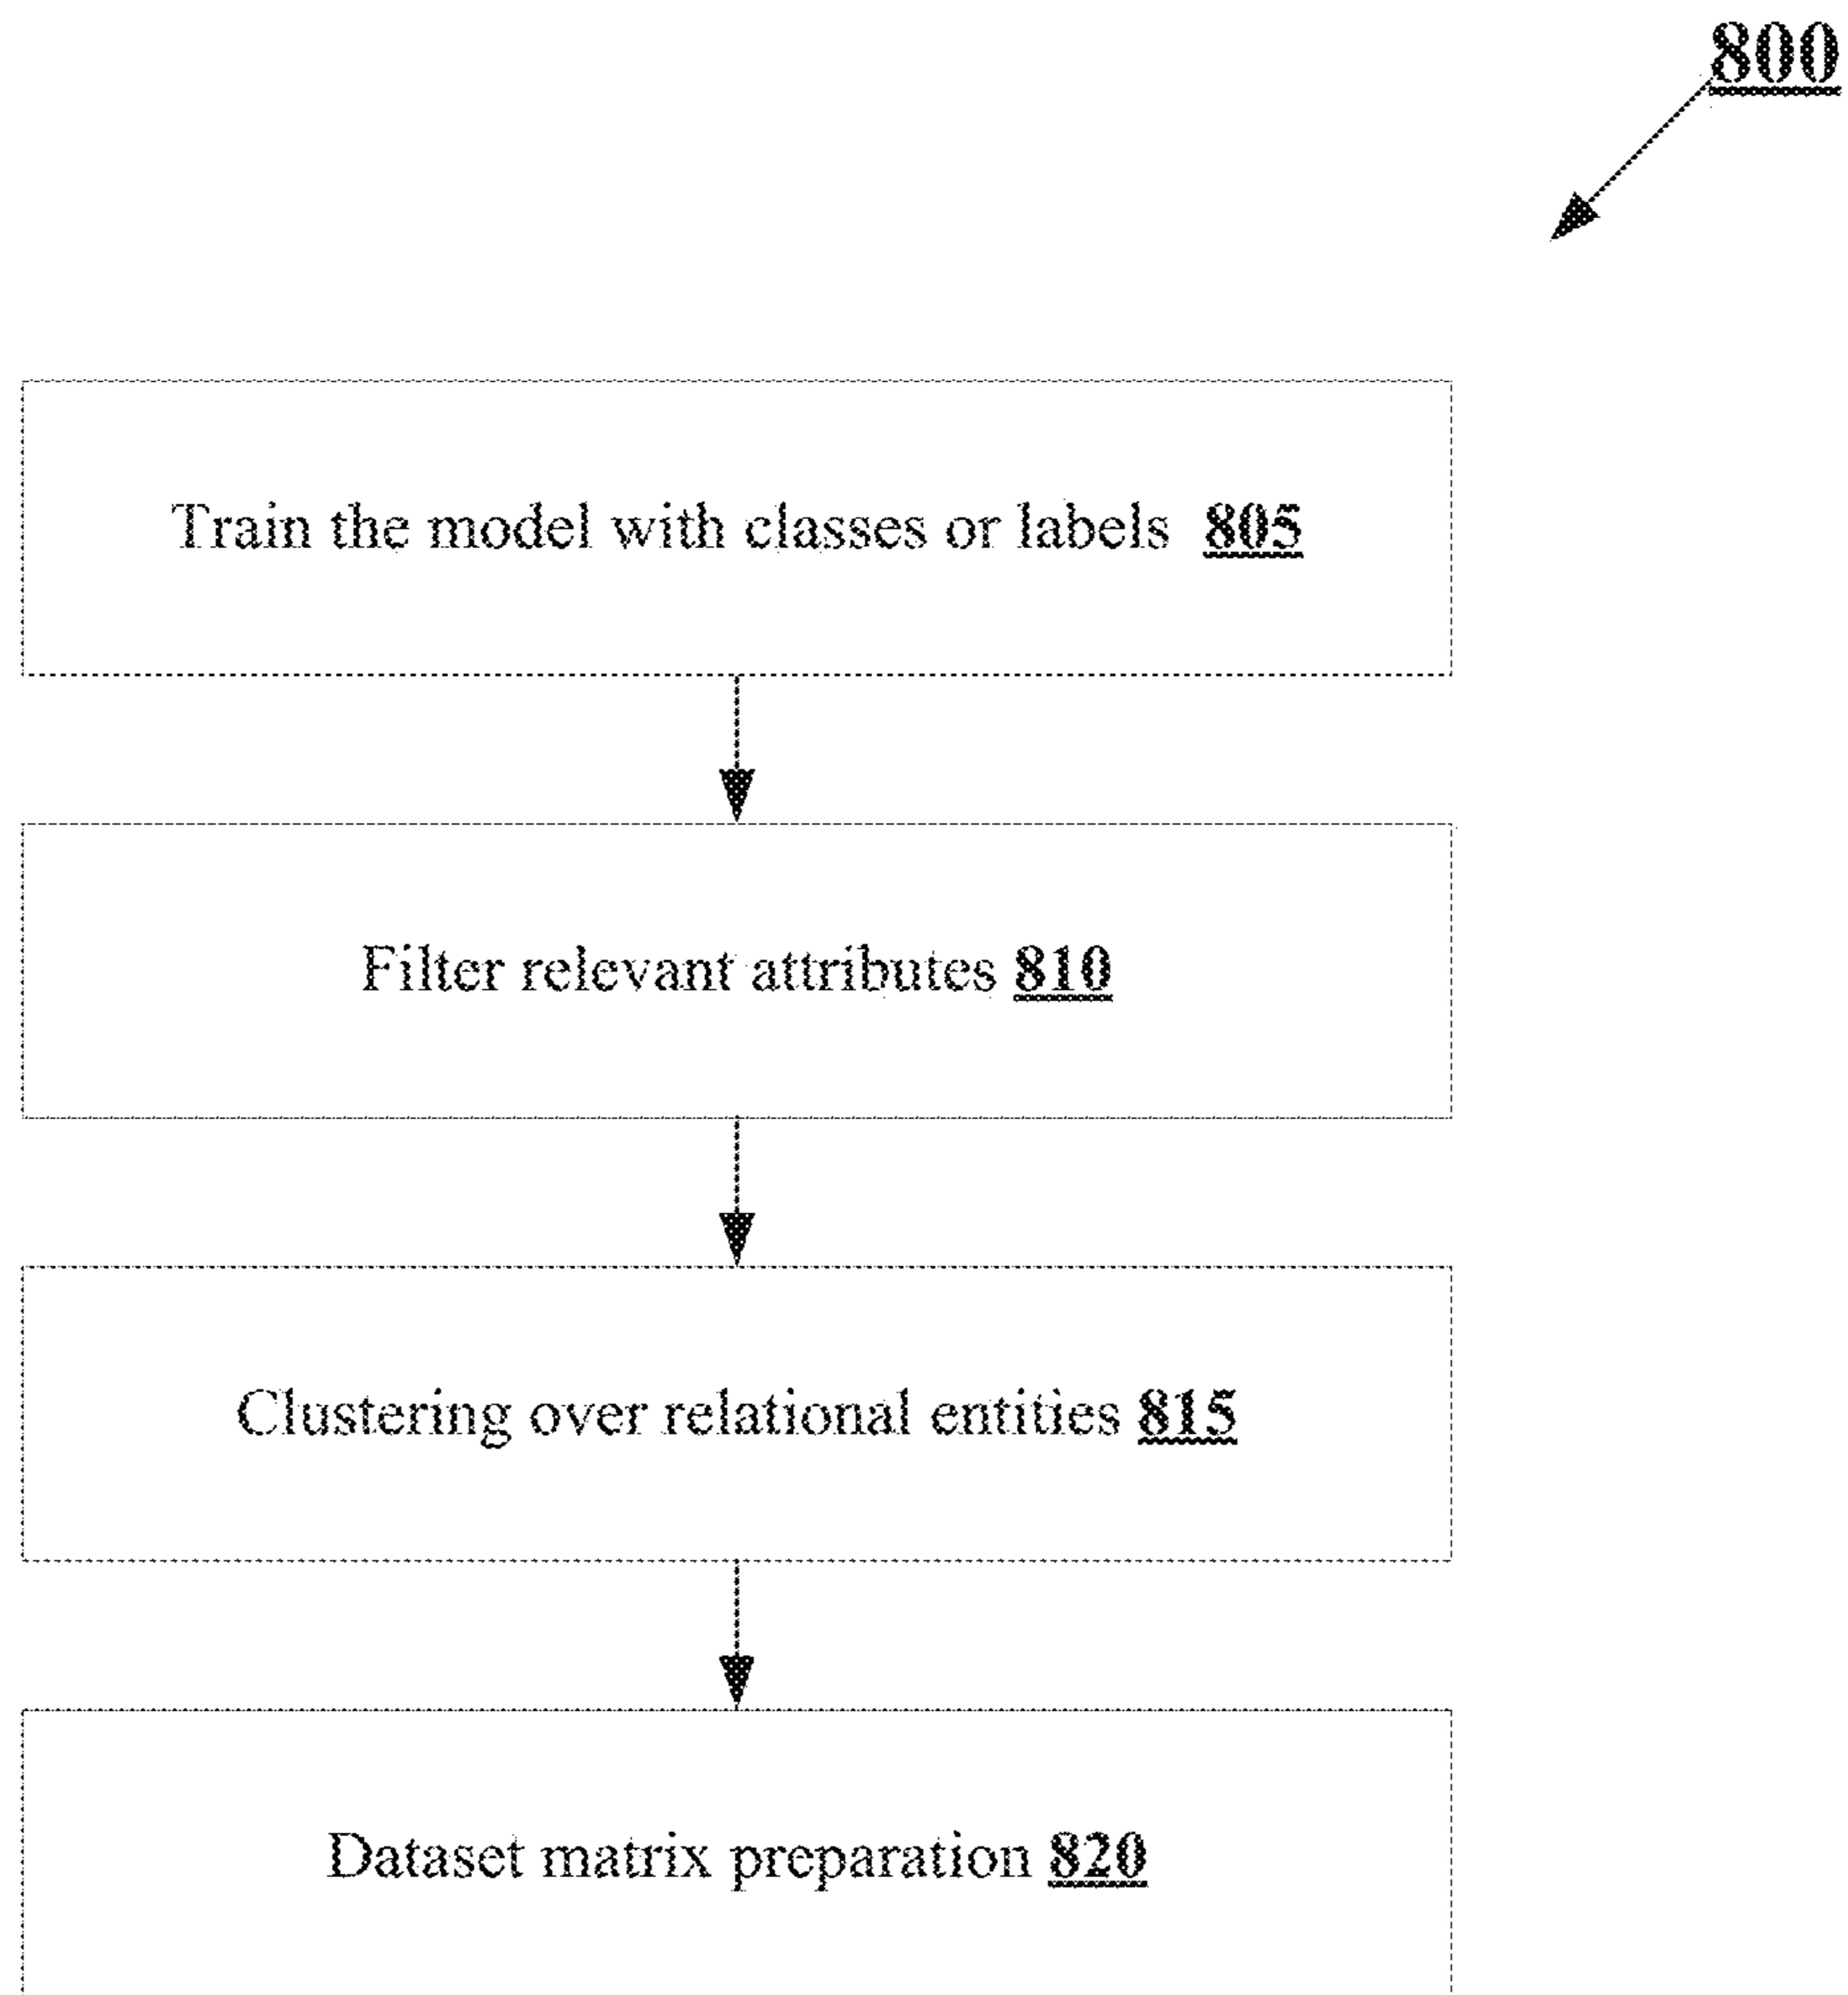 800
Train the model with classes or labels 805
Filter relevant attributes 810
Clustering over relational entities 815
Dataset matrix preparation 820